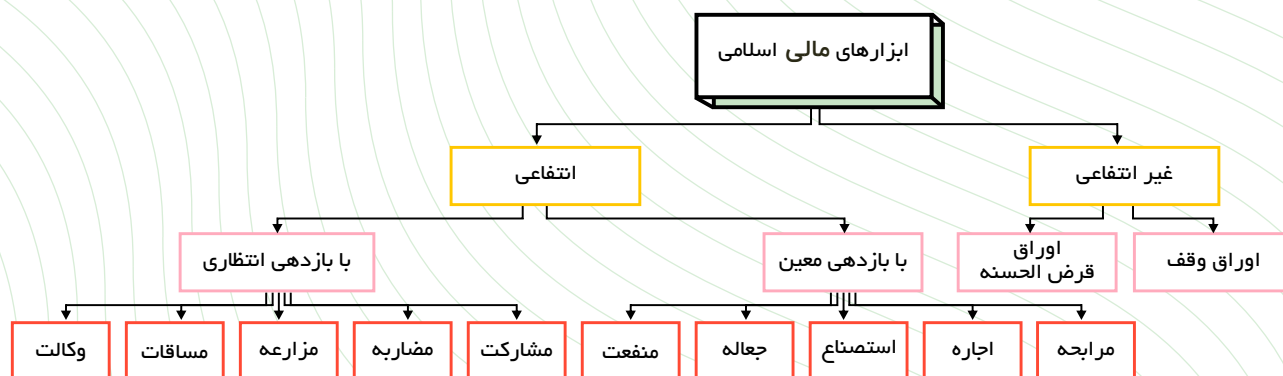 ابزارهای مالی اسلامی
غیر انتفاعی
انتفاعی
اوراق وقف
اوراق
قرض الحسنه
با بازدهی معین
با بازدهی انتظاری
مرابحه
اجاره
استصناع
جعاله
منفعت
مشارکت
مضاربه
مزارعه
مساقات
وکالت